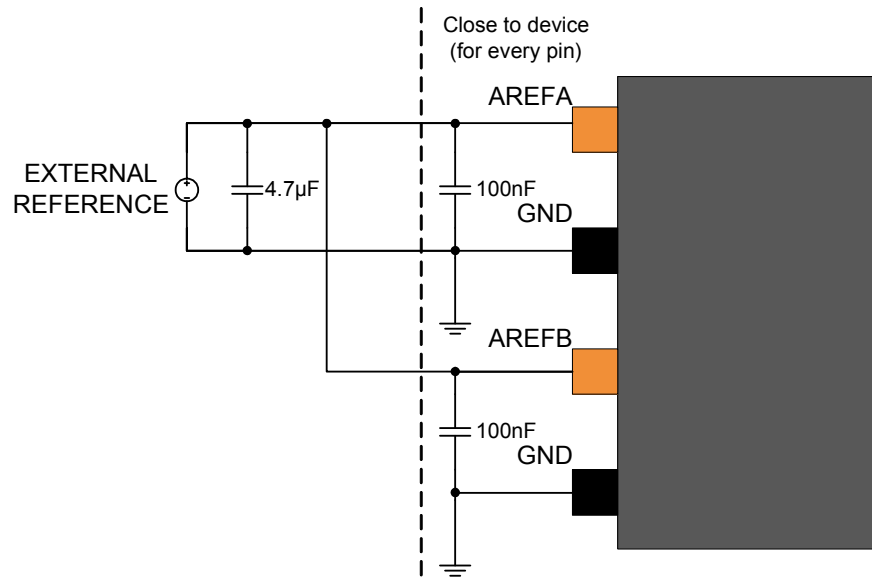 Close to device
(for every pin)
AREFA
EXTERNAL
REFERENCE
4.7µF
100nF
GND
AREFB
100nF
GND